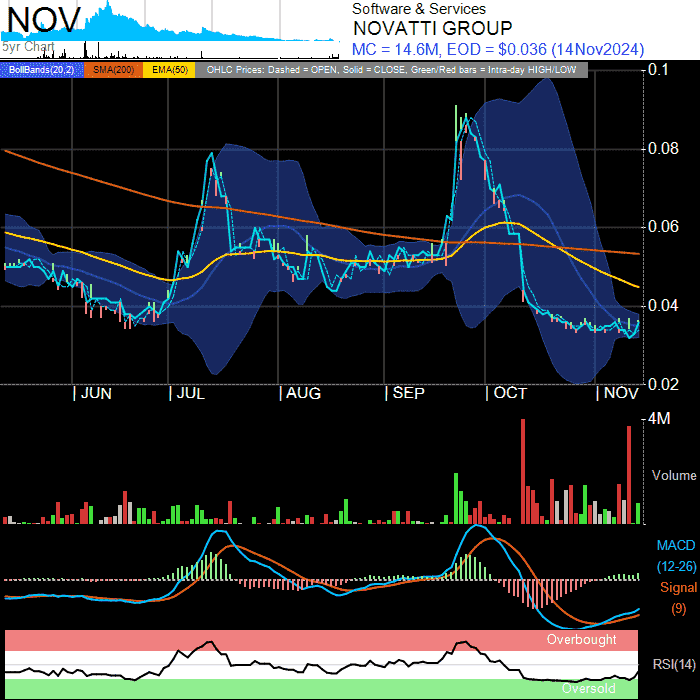 NOV
Software & Services
NOVATTI GROUP
5yr Chart
MC = 14.6M, EOD = $0.036 (14Nov2024)
BollBands(20,2) SMA(200) EMA(50) OHLC Prices: Dashed = OPEN, Solid = CLOSE, Green/Red bars = Intra-day HIGH/LOW
0.1
0.08
0.06
0.04
0.02
JUN JUL AUG SEP OCT NOV
4M
Volume
MACD
(12-26)
Signal
(9)
Overbought
RSI(14)
Oversold